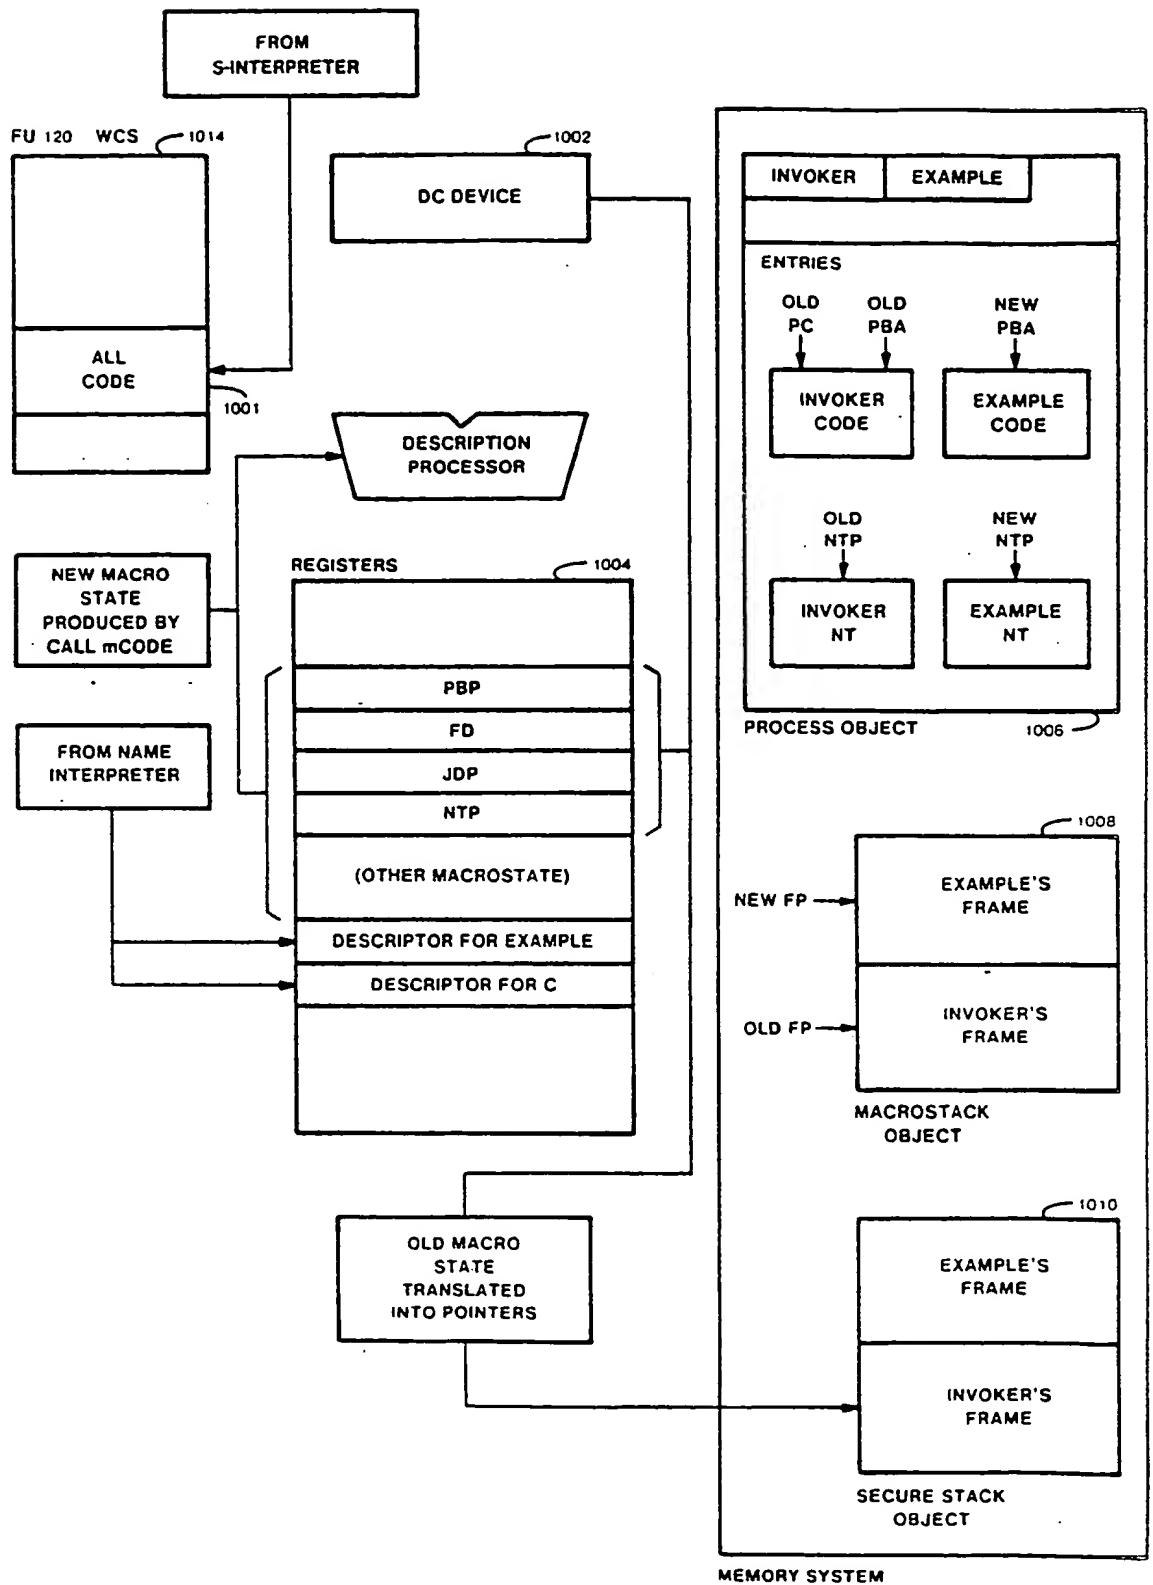 FROM
S-INTERPRETER
FU 120 WCS
1014
1002
DC DEVICE
ALL
CODE
1001
DESCRIPTION
PROCESSOR
NEW MACRO
STATE
PRODUCED BY
CALL mCODE
FROM NAME
INTERPRETER
REGISTERS
1004
PBP
FD
JDP
NTP
(OTHER MACROSTATE)
DESCRIPTOR FOR EXAMPLE
DESCRIPTOR FOR C
OLD MACRO
STATE
TRANSLATED
INTO POINTERS
INVOKER
EXAMPLE
ENTRIES
OLD
PC
OLD
PBA
NEW
PBA
INVOKER
CODE
EXAMPLE
CODE
OLD
NTP
NEW
NTP
INVOKER
NT
EXAMPLE
NT
PROCESS OBJECT
1006
1008
NEW FP
EXAMPLE'S
FRAME
OLD FP
INVOKER'S
FRAME
MACROSTACK
OBJECT
1010
EXAMPLE'S
FRAME
INVOKER'S
FRAME
SECURE STACK
OBJECT
MEMORY SYSTEM